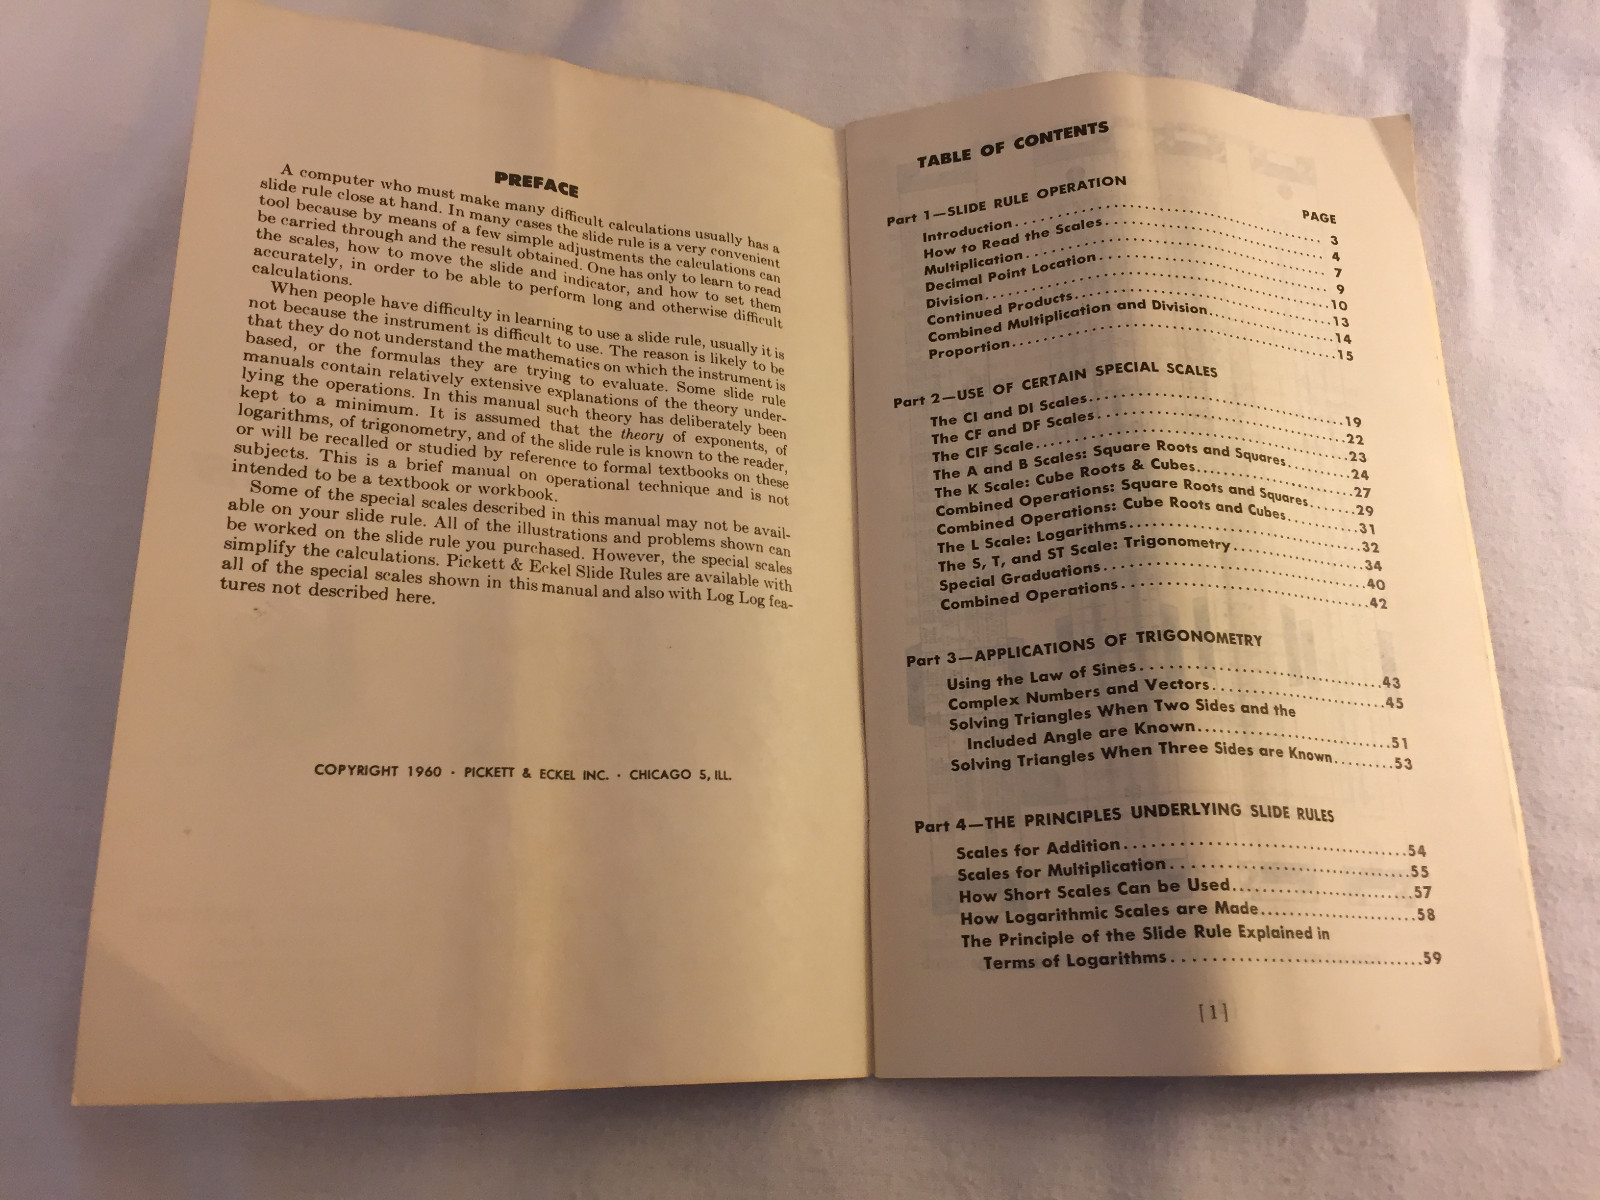 PREFACE
A computer who must make many difficult calculations usually has a
slide rule close at hand. In many cases the slide rule is a very convenient
tool because by means of a few simple adjustments the calculations can
be carried through and the result obtained. One has only to learn to read
the scales, how to move the slide and indicator, and how to set them
accurately, in order to be able to perform long and otherwise difficult
calculations.
When people have difficulty in learning to use a slide rule, usually it is
not because the instrument is difficult to use. The reason is likely to be
that they do not understand the mathematics on which the instrument is
based, or the formulas they are trying to evaluate. Some slide rule
manuals contain relatively extensive explanations of the theory under-
lying the operations. In this manual such theory has deliberately been
kept to a minimum. It is assumed that the theory of exponents, of
logarithms, of trigonometry, and of the slide rule is known to the reader,
or will be recalled or studied by reference to formal textbooks on these
subjects. This is a brief manual on operational technique and is not
intended to be a textbook or workbook.
Some of the special scales described in this manual may not be avail-
able on your slide rule. All of the illustrations and problems shown can
be worked on the slide rule you purchased. However, the special scales
simplify the calculations. Pickett & Eckel Slide Rules are available with
all of the special scales shown in this manual and also with Log Log fea-
tures not described here.
COPYRIGHT 1960 · PICKETT & ECKEL INC. · CHICAGO 5, ILL.
TABLE OF CONTENTS
Part 1—SLIDE RULE OPERATION
PAGE
Introduction 3
How to Read the Scales 4
Multiplication 7
Decimal Point Location 9
Division 10
Continued Products 13
Combined Multiplication and Division 14
Proportion 15
Part 2—USE OF CERTAIN SPECIAL SCALES
The CI and DI Scales 19
The CF and DF Scales 22
The CIF Scale 23
The A and B Scales: Square Roots and Squares 24
The K Scale: Cube Roots & Cubes 27
Combined Operations: Square Roots and Squares 29
Combined Operations: Cube Roots and Cubes 31
The L Scale: Logarithms 32
The S, T, and ST Scale: Trigonometry 34
Special Graduations 40
Combined Operations 42
Part 3—APPLICATIONS OF TRIGONOMETRY
Using the Law of Sines 43
Complex Numbers and Vectors 45
Solving Triangles When Two Sides and the
Included Angle are Known 51
Solving Triangles When Three Sides are Known 53
Part 4—THE PRINCIPLES UNDERLYING SLIDE RULES
Scales for Addition 54
Scales for Multiplication 55
How Short Scales Can be Used 57
How Logarithmic Scales are Made 58
The Principle of the Slide Rule Explained in
Terms of Logarithms 59
[1]